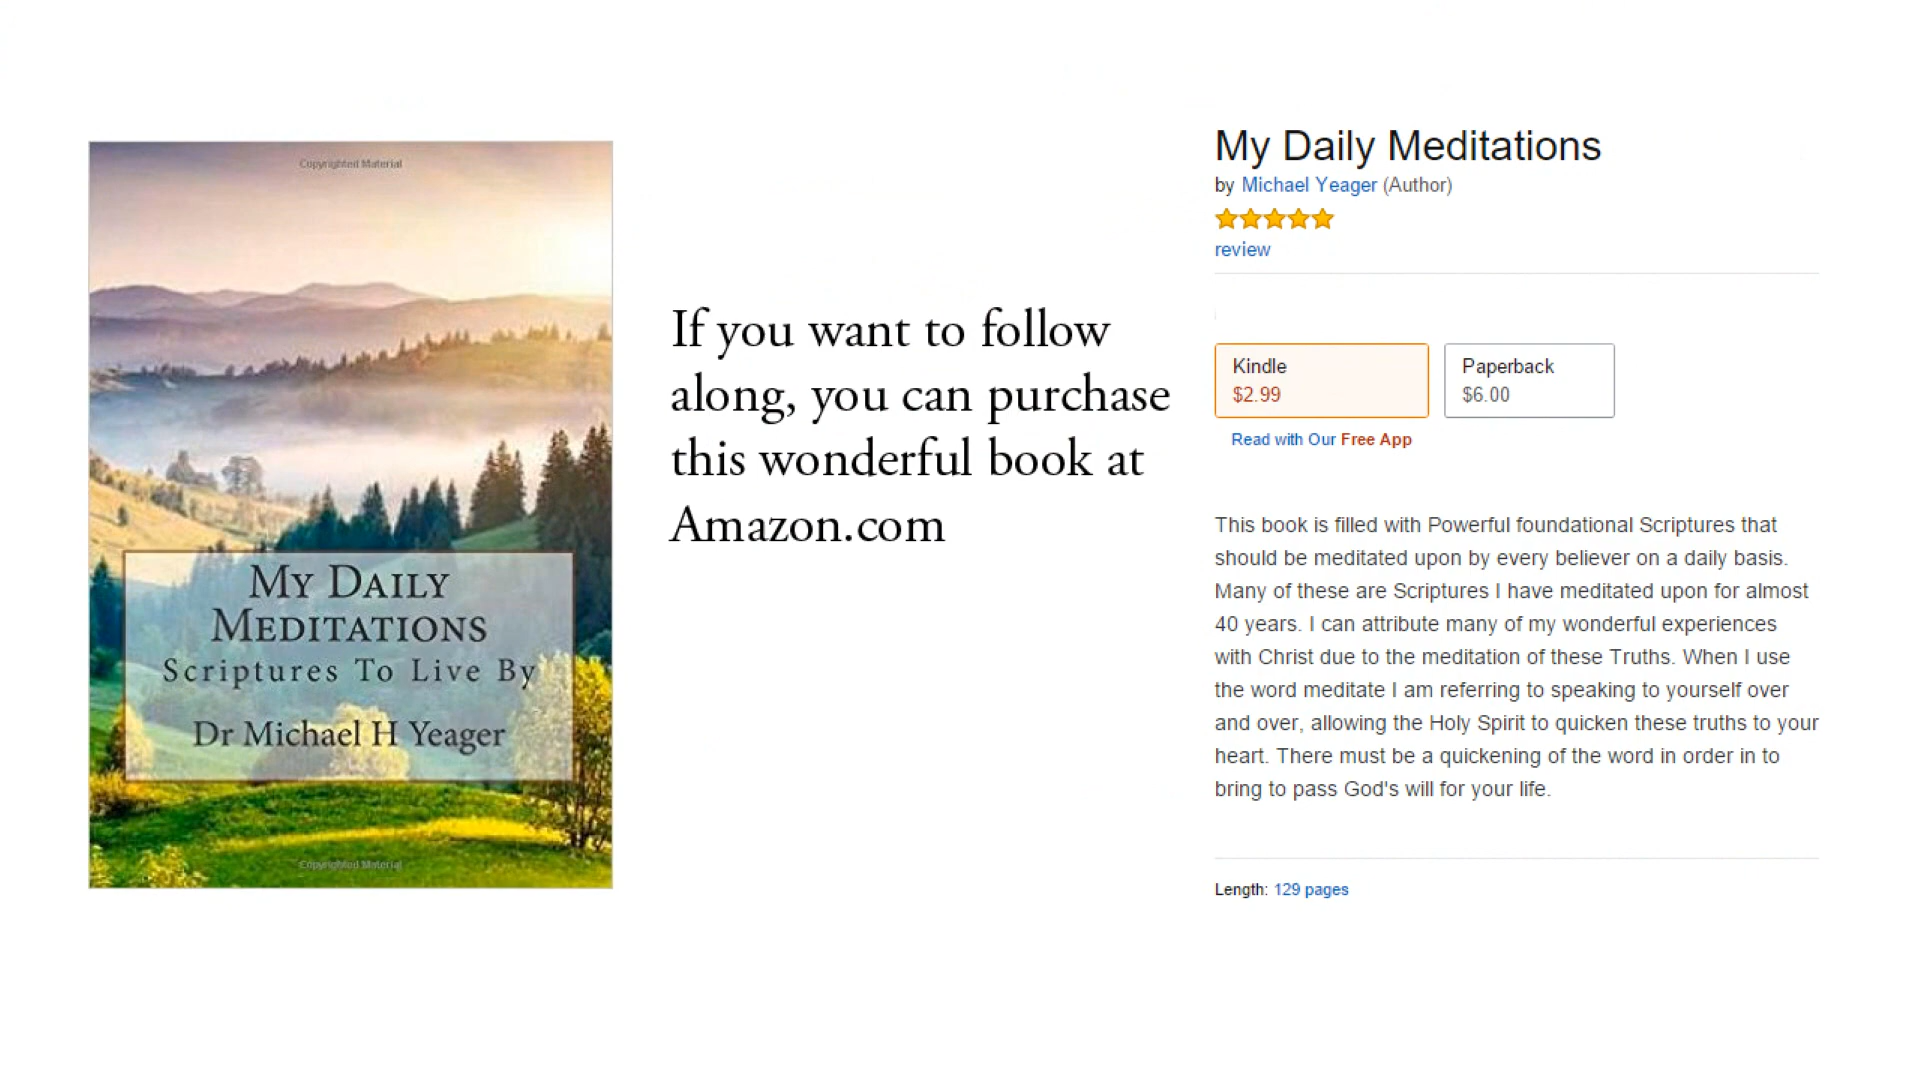 Copyrighted Material
My Daily
Meditations
Scriptures To Live By
Dr Michael H Yeager
Copyrighted Material
If you want to follow
along, you can purchase
this wonderful book at
Amazon.com
My Daily Meditations
by Michael Yeager (Author)
review
Kindle
$2.99
Paperback
$6.00
Read with Our Free App
This book is filled with Powerful foundational Scriptures that
should be meditated upon by every believer on a daily basis.
Many of these are Scriptures I have meditated upon for almost
40 years. I can attribute many of my wonderful experiences
with Christ due to the meditation of these Truths. When I use
the word meditate I am referring to speaking to yourself over
and over, allowing the Holy Spirit to quicken these truths to your
heart. There must be a quickening of the word in order in to
bring to pass God's will for your life.
Length: 129 pages